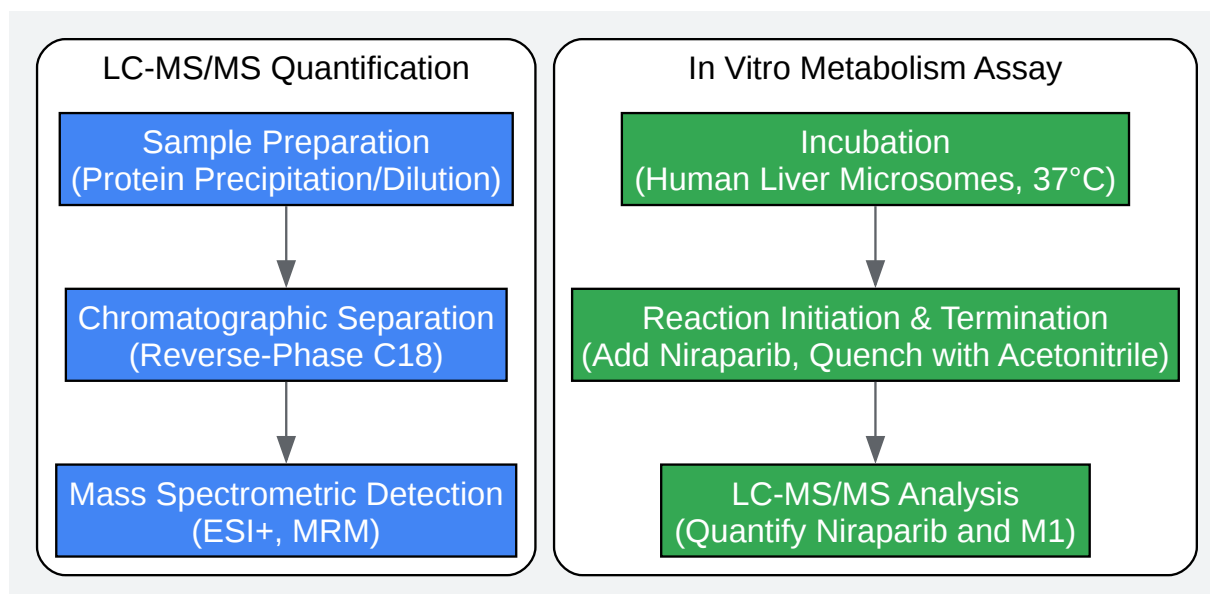 LC-MS/MS Quantification
Sample Preparation
(Protein Precipitation/Dilution)
Chromatographic Separation
(Reverse-Phase C18)
Mass Spectrometric Detection
(ESI+, MRM)
In Vitro Metabolism Assay
Incubation
(Human Liver Microsomes, 37°C)
Reaction Initiation & Termination
(Add Niraparib, Quench with Acetonitrile)
LC-MS/MS Analysis
(Quantify Niraparib and M1)